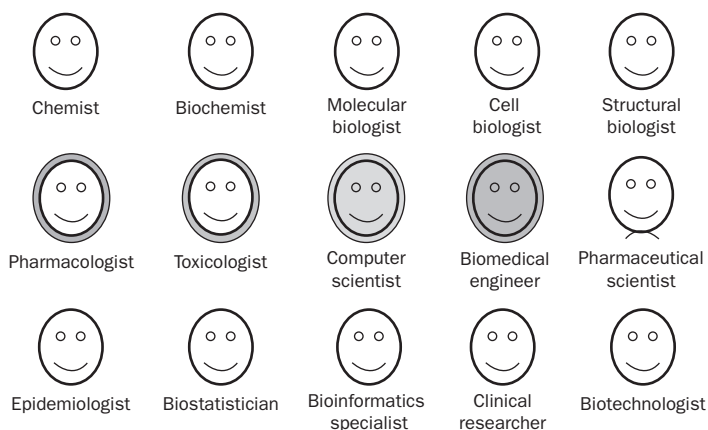 Chemist
Biochemist
Molecular
biologist
Cell
biologist
Structural
biologist
Pharmacologist
Toxicologist
Computer
scientist
Biomedical
engineer
Pharmaceutical
scientist
Epidemiologist
Biostatistician
Bioinformatics
specialist
Clinical
researcher
Biotechnologist